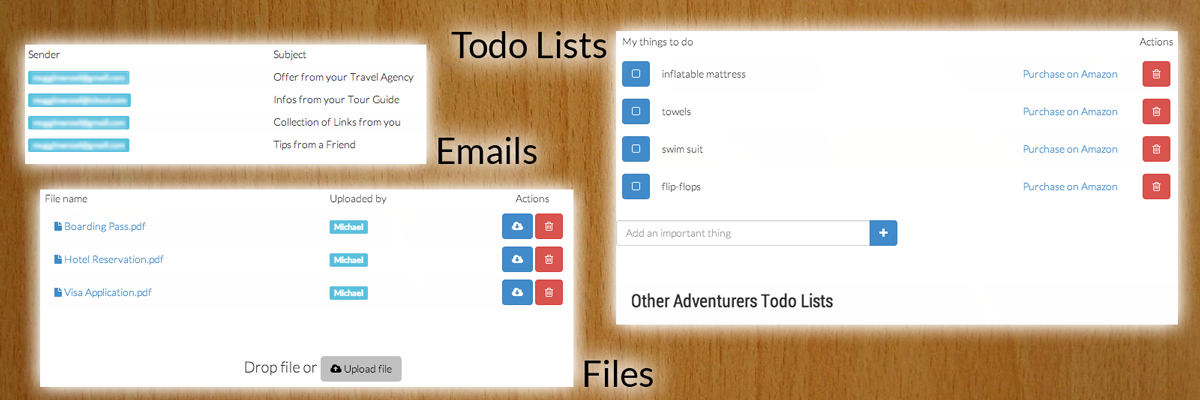 Todo Lists
Sender Subject
Offer from your Travel Agency
Infos from your Tour Guide
Collection of Links from you
Tips from a Friend
Emails
File name Uploaded by Actions
Boarding Pass.pdf Michael
Hotel Reservation.pdf Michael
Visa Application.pdf Michael
Drop file or Upload file
Files
My things to do Actions
inflatable mattress Purchase on Amazon
towels Purchase on Amazon
swim suit Purchase on Amazon
flip-flops Purchase on Amazon
Add an important thing
Other Adventurers Todo Lists